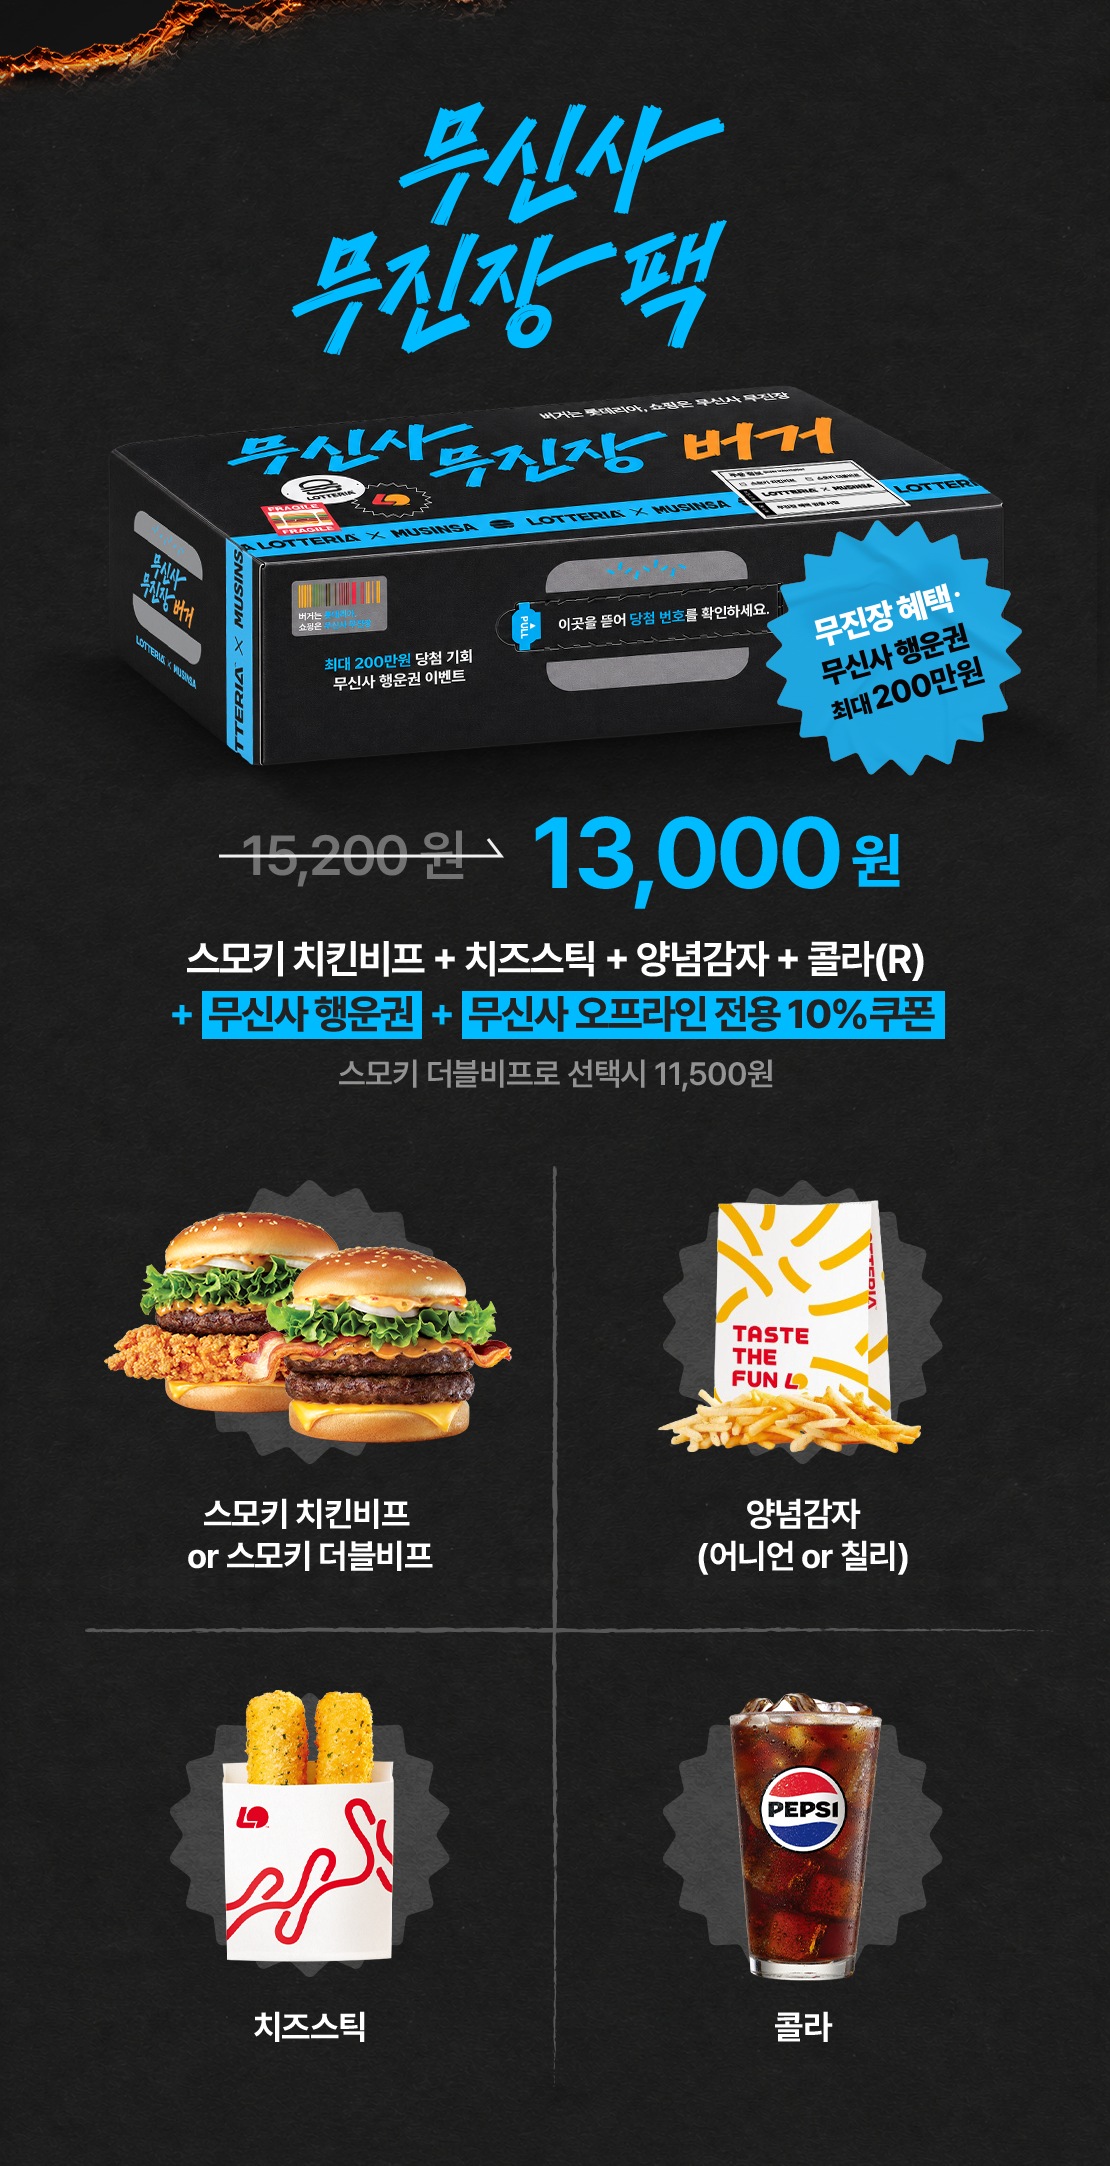 무신사
무진장 팩
버거는 롯데리아, 쇼핑은 무신사 무진장
무신사 무진장 버거
LOTTERIA
FRAGILE
FRAGILE
LOTTERIA × MUSINSA
A LOTTERIA × MUSINSA LOTTERIA × MUSINSA LOTTERI
무신사
무진장 버거
LOTTERIA × MUSINSA
TTERIA × MUSINS
버거는
쇼핑은
최대 200만원 당첨 기회
무신사 행운권 이벤트
PULL
이곳을 뜯어 당첨 번호를 확인하세요.
무진장 혜택
무신사 행운권
최대 200만원
15,200 원
13,000 원
스모키 치킨비프 + 치즈스틱 + 양념감자 + 콜라(R)
+ 무신사 행운권 + 무신사 오프라인 전용 10% 쿠폰
스모키 더블비프로 선택시 11,500원
TASTE
THE
FUN
스모키 치킨비프
or 스모키 더블비프
양념감자
(어니언 or 칠리)
PEPSI
치즈스틱
콜라